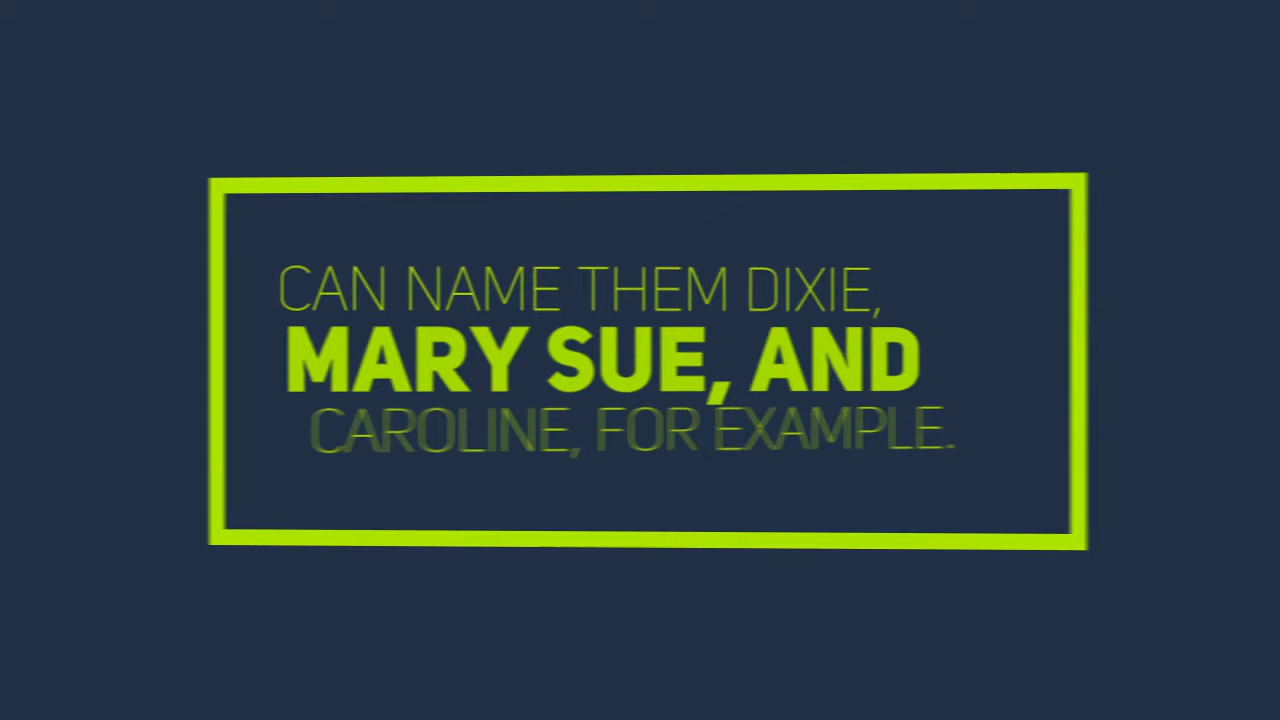 CAN NAME THEM DIXIE,
MARY SUE, AND
CAROLINE, FOR EXAMPLE.